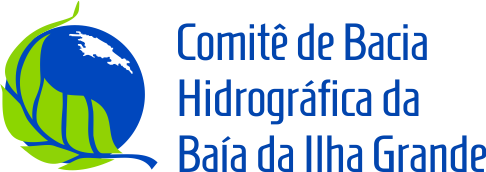 Comitê de Bacia
Hidrográfica da
Baía da Ilha Grande